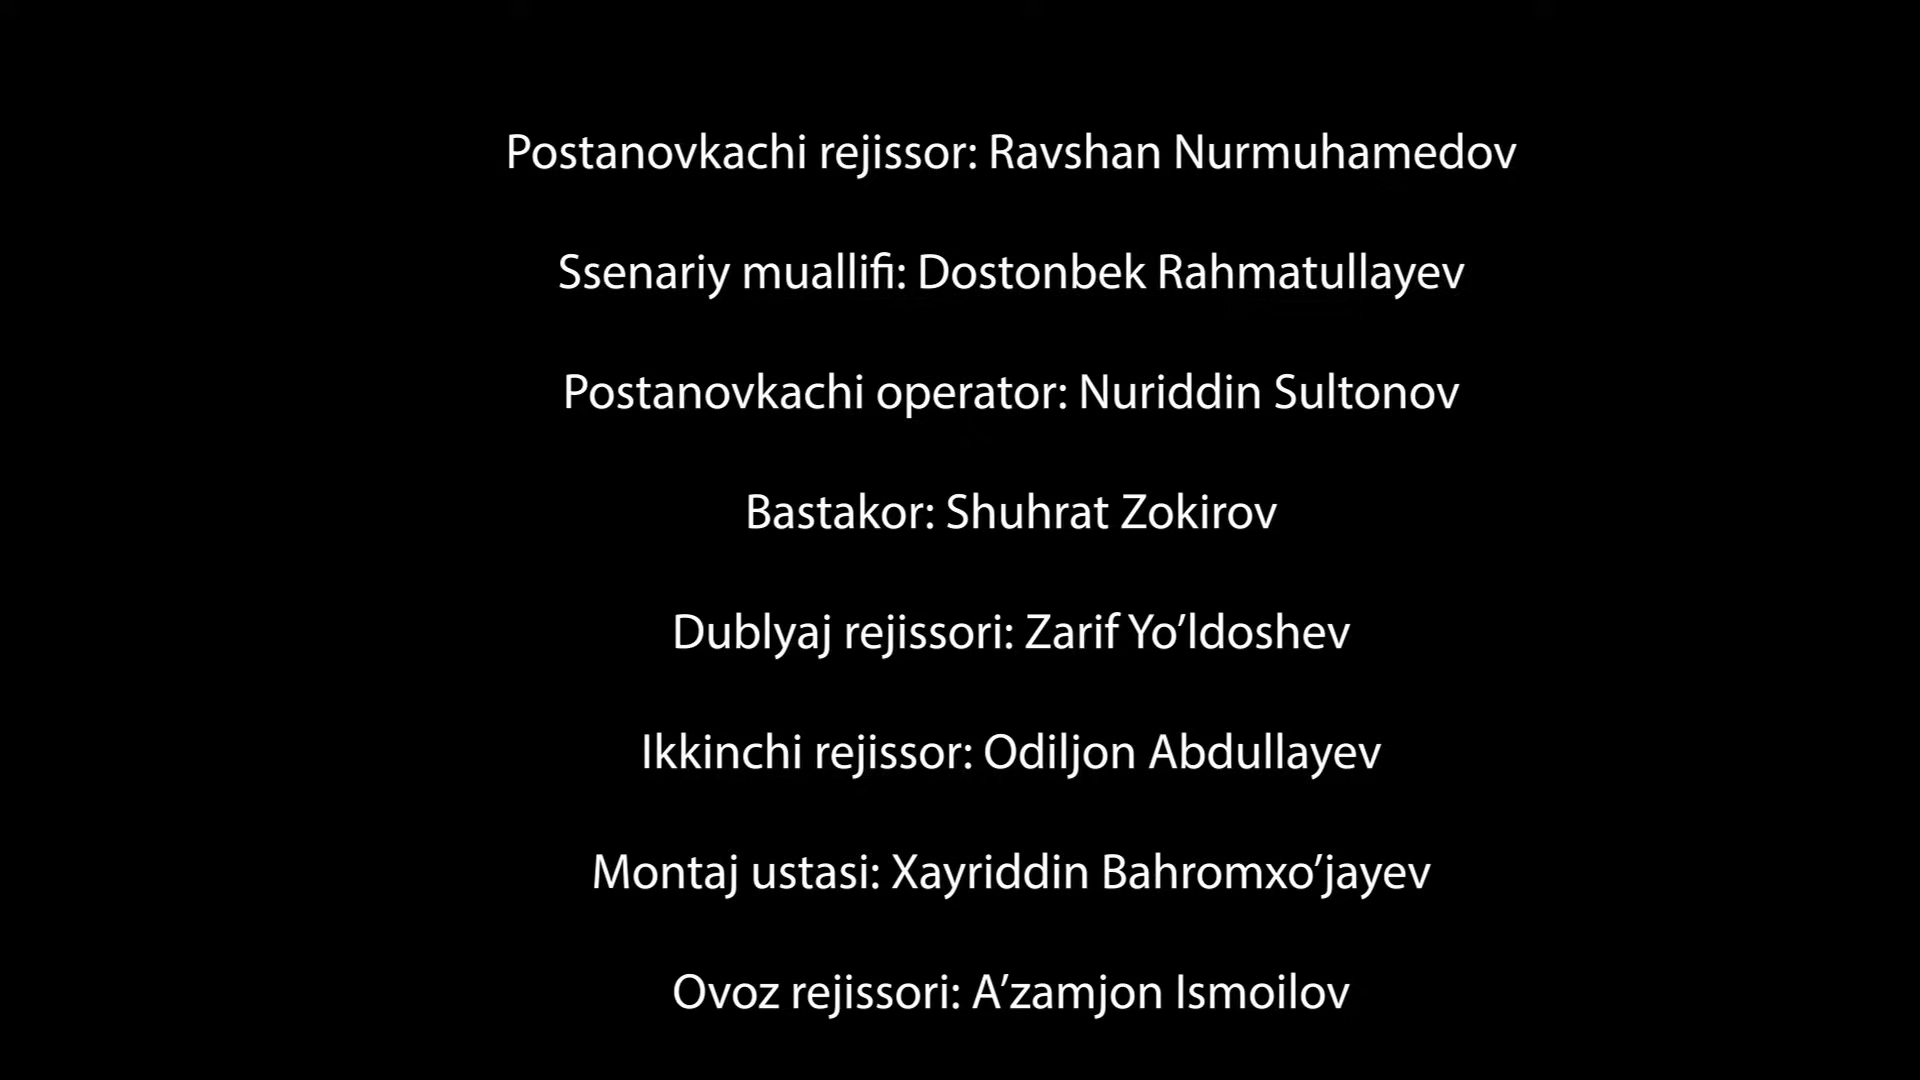 Postanovkachi rejissor: Ravshan Nurmuhamedov
Ssenariy muallifi: Dostonbek Rahmatullayev
Postanovkachi operator: Nuriddin Sultonov
Bastakor: Shuhrat Zokirov
Dublyaj rejissori: Zarif Yo’ldoshev
Ikkinchi rejissor: Odiljon Abdullayev
Montaj ustasi: Xayriddin Bahromxo’jayev
Ovoz rejissori: A’zamjon Ismoilov